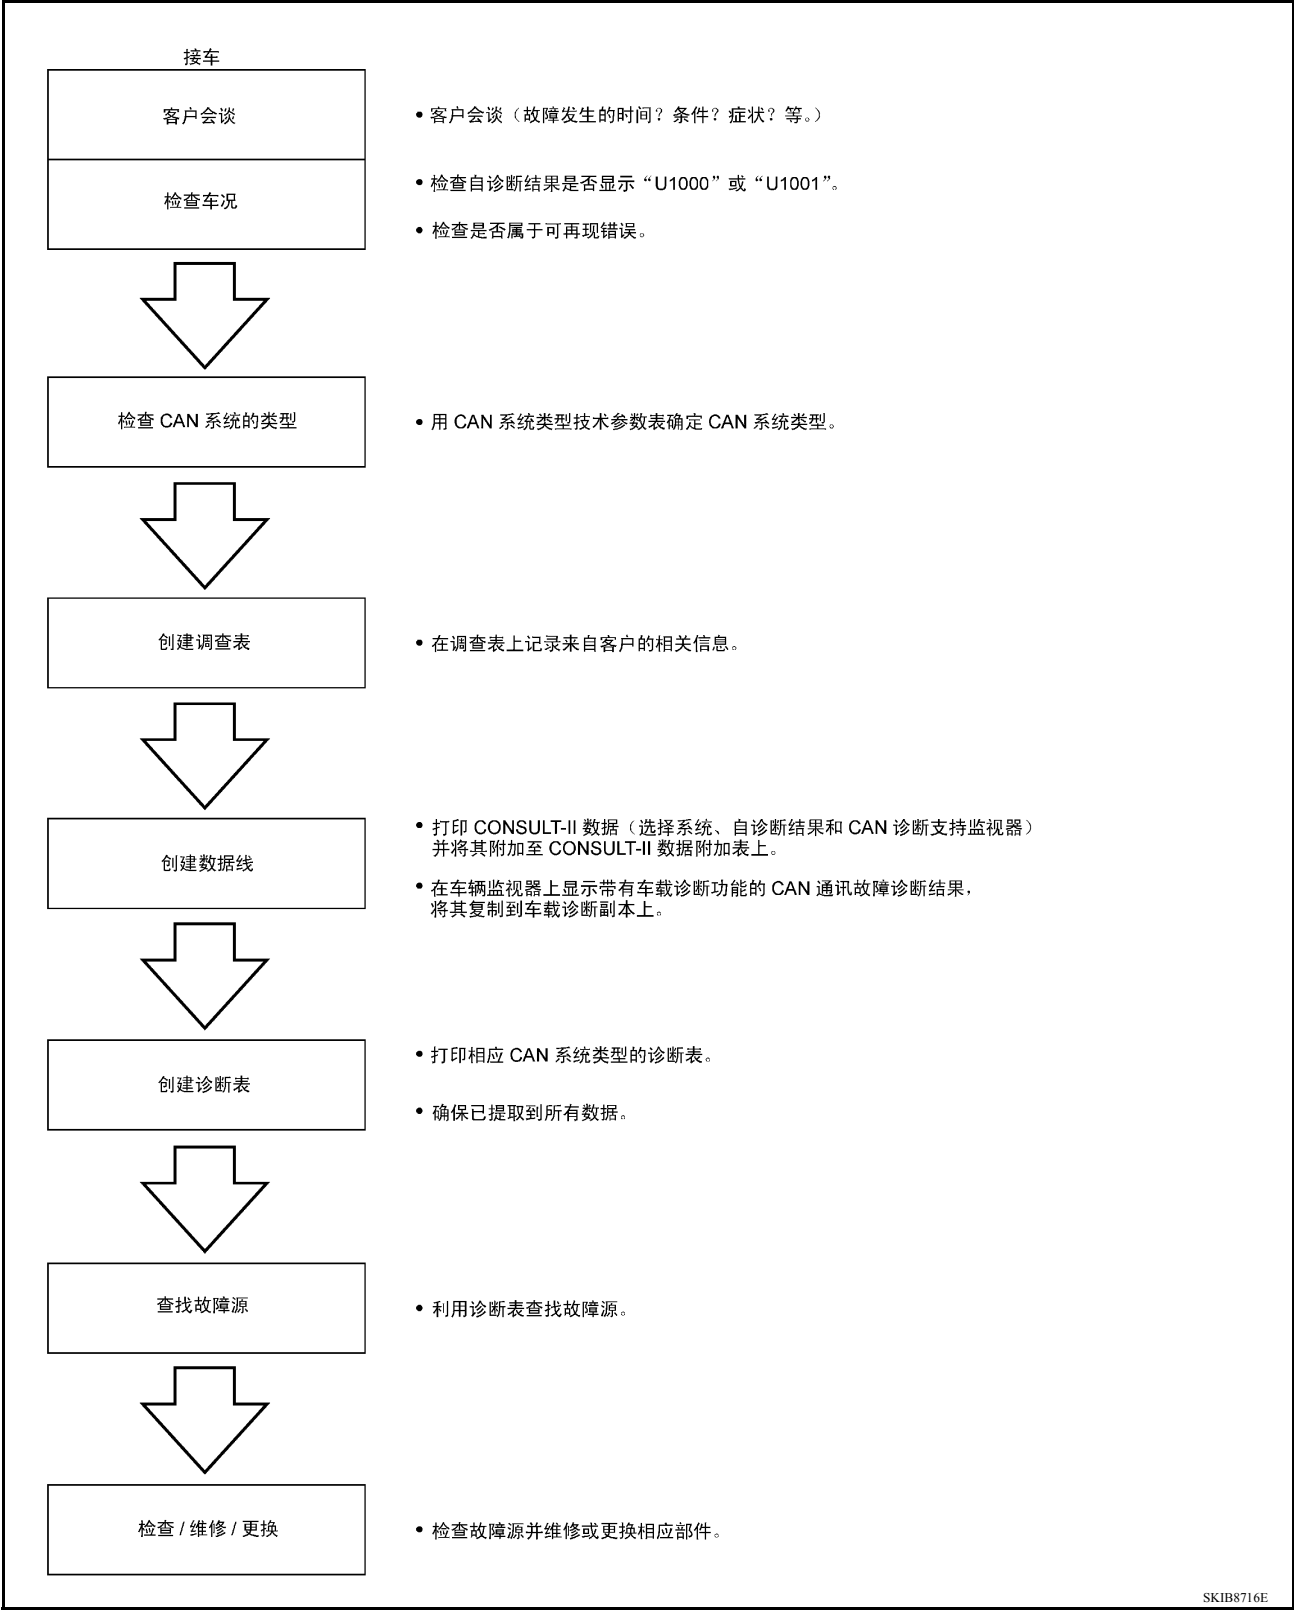 接车
客户会谈
• 客户会谈（故障发生的时间？条件？症状？等。）
检查车况
• 检查自诊断结果是否显示“U1000”或“U1001”。
• 检查是否属于可再现错误。
检查 CAN 系统的类型
• 用 CAN 系统类型技术参数表确定 CAN 系统类型。
创建调查表
• 在调查表上记录来自客户的相关信息。
创建数据线
• 打印 CONSULT-II 数据（选择系统、自诊断结果和 CAN 诊断支持监视器）
并将其附加至 CONSULT-II 数据附加表上。
• 在车辆监视器上显示带有车载诊断功能的 CAN 通讯故障诊断结果，
将其复制到车载诊断副本上。
创建诊断表
• 打印相应 CAN 系统类型的诊断表。
• 确保已提取到所有数据。
查找故障源
• 利用诊断表查找故障源。
检查 / 维修 / 更换
• 检查故障源并维修或更换相应部件。
SKIB8716E